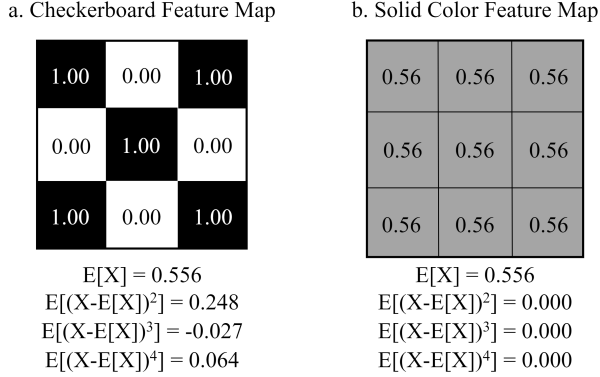 a. Checkerboard Feature Map
1.00 0.00 1.00
0.00 1.00 0.00
1.00 0.00 1.00
E[X] = 0.556
E[(X-E[X])²] = 0.248
E[(X-E[X])³] = -0.027
E[(X-E[X])⁴] = 0.064
b. Solid Color Feature Map
0.56 0.56 0.56
0.56 0.56 0.56
0.56 0.56 0.56
E[X] = 0.556
E[(X-E[X])²] = 0.000
E[(X-E[X])³] = 0.000
E[(X-E[X])⁴] = 0.000